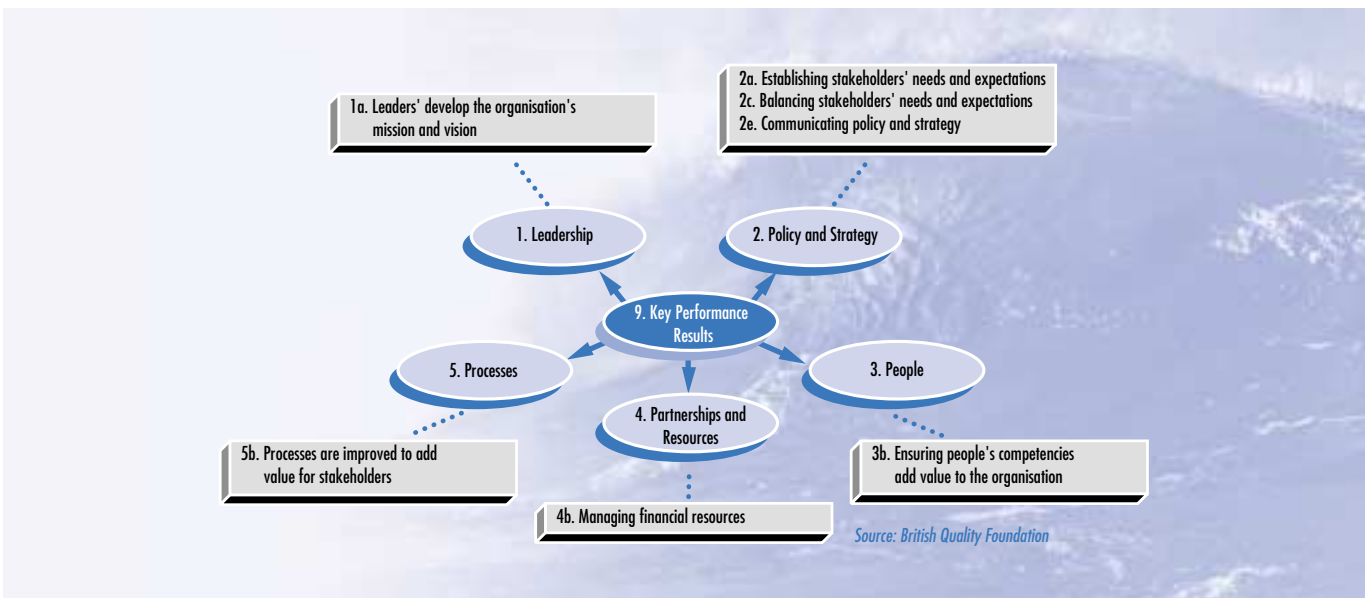 1a. Leaders' develop the organisation's
mission and vision
2a. Establishing stakeholders' needs and expectations
2c. Balancing stakeholders' needs and expectations
2e. Communicating policy and strategy
1. Leadership
2. Policy and Strategy
9. Key Performance
Results
5. Processes
3. People
4. Partnerships and
Resources
5b. Processes are improved to add
value for stakeholders
3b. Ensuring people's competencies
add value to the organisation
4b. Managing financial resources
Source: British Quality Foundation